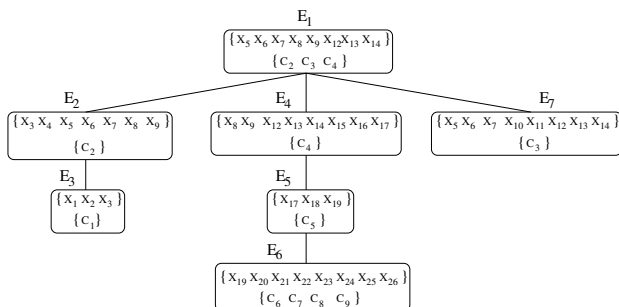 E₁
{x₅ x₆ x₇ x₈ x₉ x₁₂ x₁₃ x₁₄ }
{c₂ c₃ c₄ }
E₂ E₄ E₇
{x₃ x₄ x₅ x₆ x₇ x₈ x₉ } {x₈ x₉ x₁₂ x₁₃ x₁₄ x₁₅ x₁₆ x₁₇} {x₅ x₆ x₇ x₁₀ x₁₁ x₁₂ x₁₃ x₁₄ }
{c₂ } {c₄ } {c₃ }
E₃ E₅
{x₁ x₂ x₃ } {x₁₇ x₁₈ x₁₉ }
{c₁} {c₅ }
E₆
{x₁₉ x₂₀ x₂₁ x₂₂ x₂₃ x₂₄ x₂₅ x₂₆ }
{c₆ c₇ c₈ c₉ }